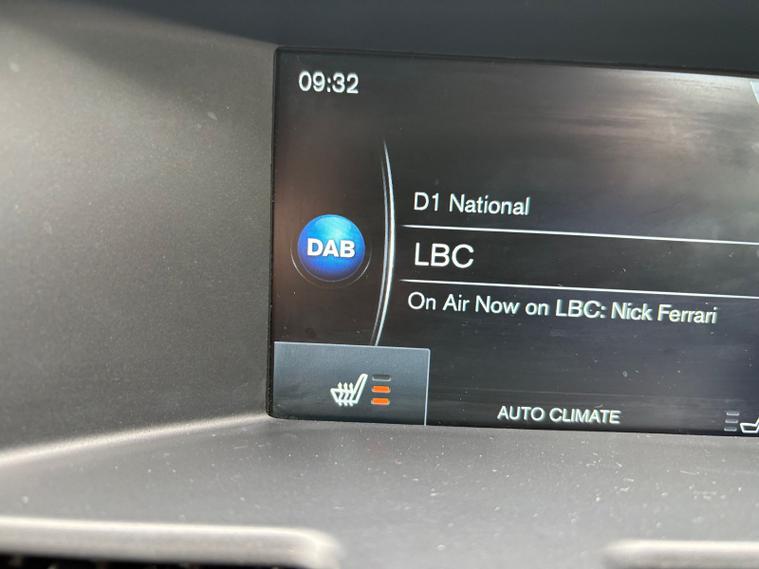 09:32
D1 National
DAB
LBC
On Air Now on LBC: Nick Ferrari
AUTO CLIMATE